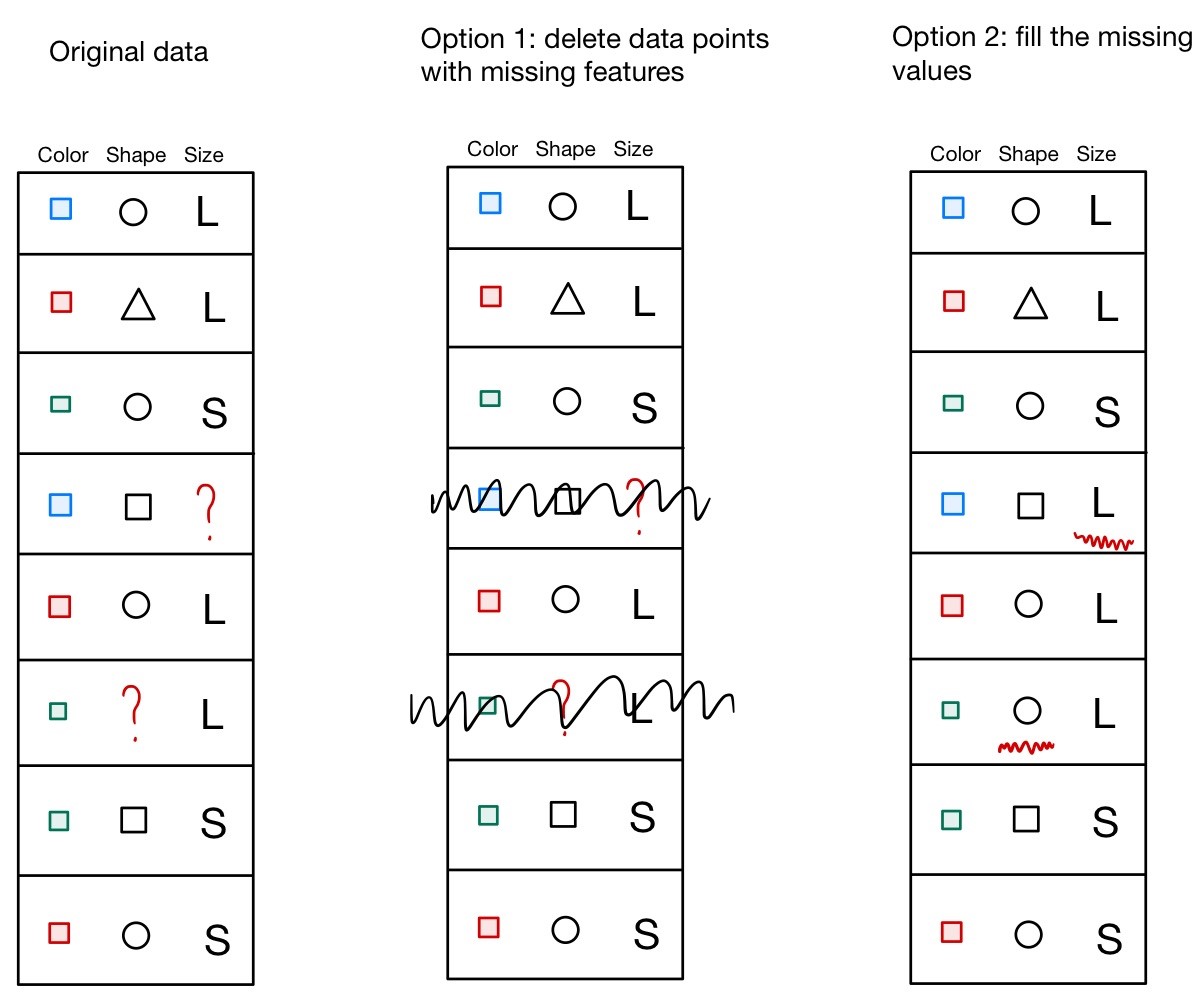 Original data
Option 1: delete data points
with missing features
Option 2: fill the missing
values
Color Shape Size
L
L
S
?
L
? L
S
S
Color Shape Size
L
L
S
?
L
? L
S
S
Color Shape Size
L
L
S
L
L
L
S
S